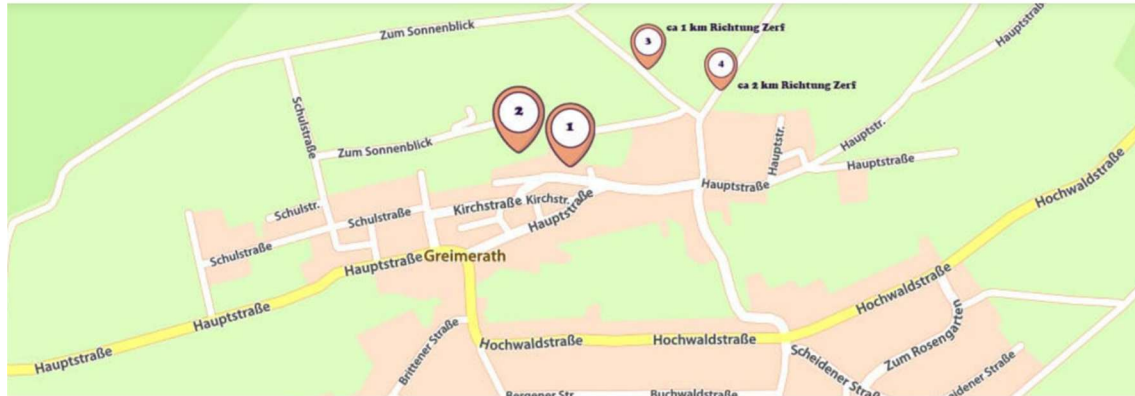 Zum Sonnenblick
3
ca 1 km Richtung Zerf
4
ca 2 km Richtung Zerf
Hauptstraße
Schulstraße
2
1
Zum Sonnenblick
Hauptstr.
Hauptstr.
Hauptstraße
Hochwaldstraße
Hauptstraße
Schulstr.
Schulstraße
Kirchstraße
Kirchstr.
Hauptstraße
Schulstraße
Hauptstraße
Greimerath
Hochwaldstraße
Hauptstraße
Hauptstraße
Brittener Straße
Hochwaldstraße
Hochwaldstraße
Zum Rosengarten
Scheidener Straße
Bergener Str.
Buchwaldstraße